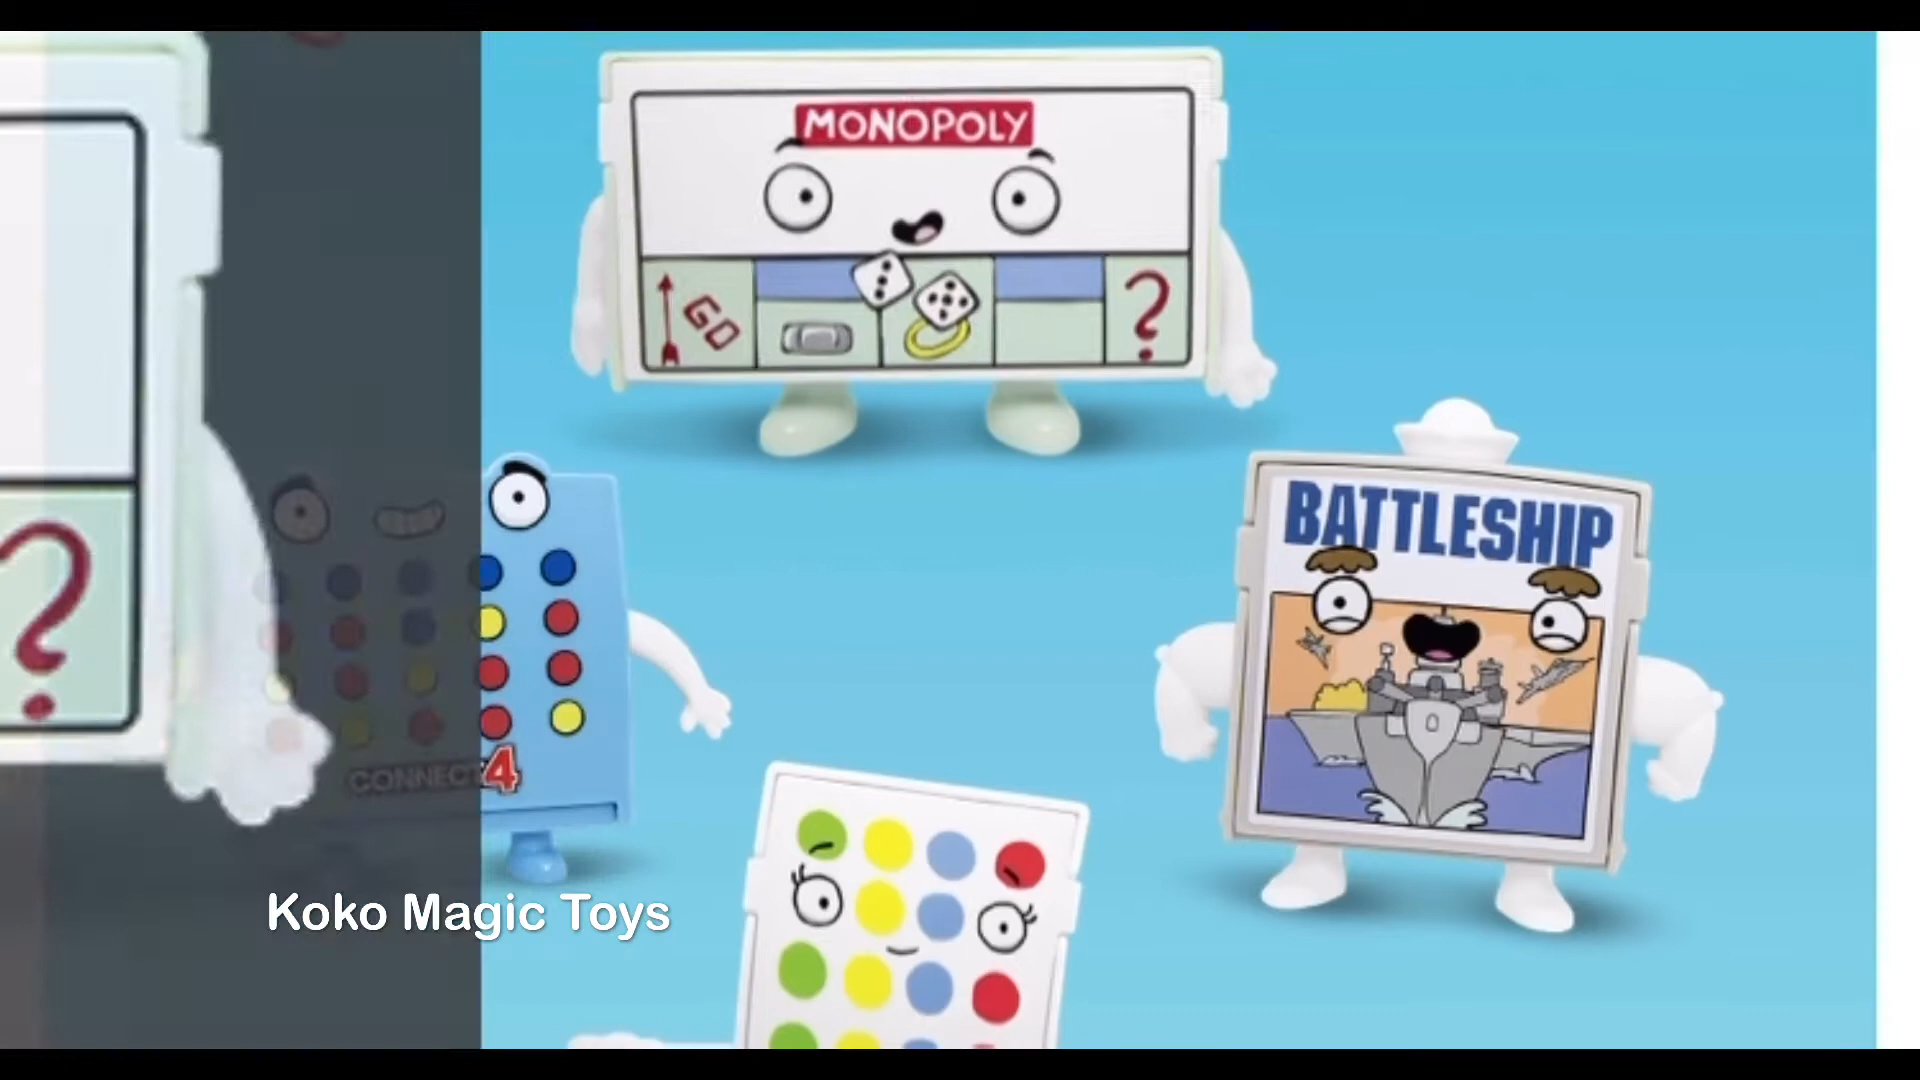 MONOPOLY
GO
?
?
BATTLESHIP
CONNECT 4
Koko Magic Toys